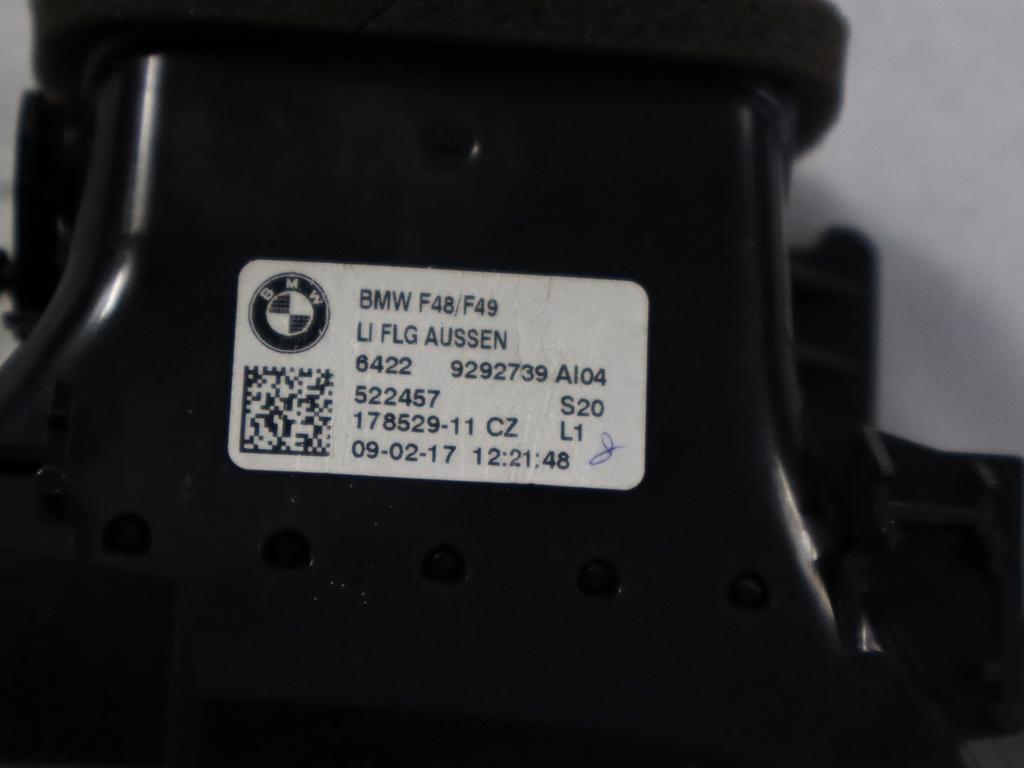 BMW
BMW F48/F49
LI FLG AUSSEN
6422 9292739 AI04
522457 S20
178529-11 CZ L1
09-02-17 12:21:48